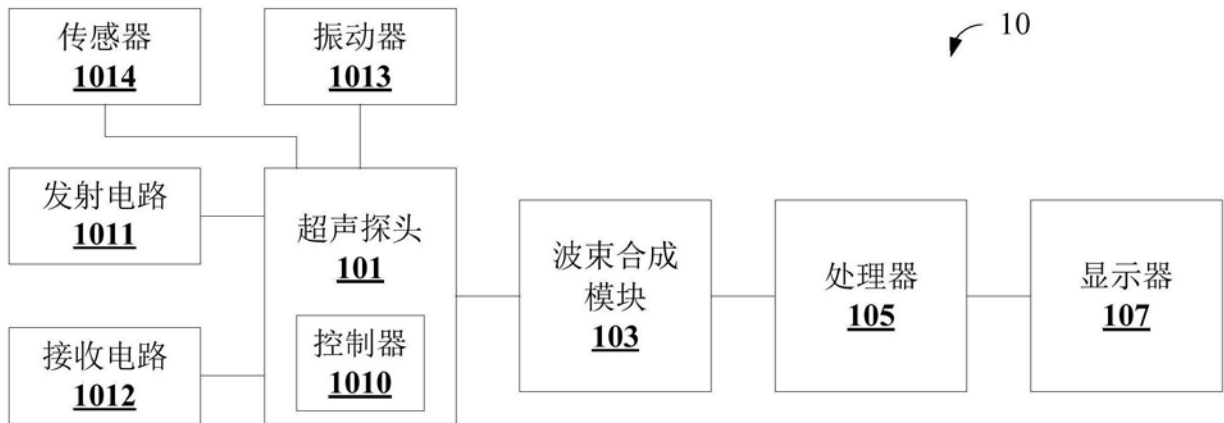 传感器
1014
振动器
1013
10
发射电路
1011
超声探头
101
控制器
1010
接收电路
1012
波束合成
模块
103
处理器
105
显示器
107